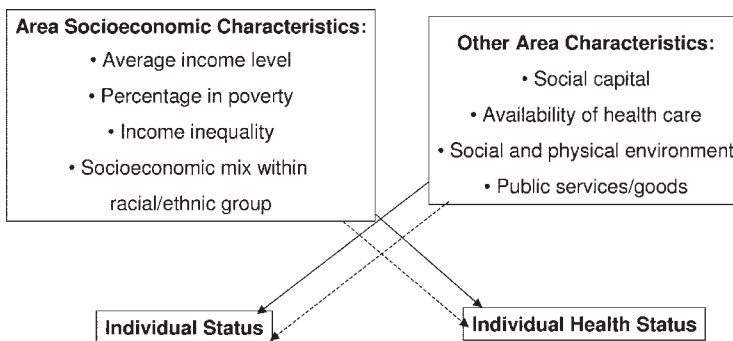 Area Socioeconomic Characteristics:
• Average income level
• Percentage in poverty
• Income inequality
• Socioeconomic mix within
racial/ethnic group
Other Area Characteristics:
• Social capital
• Availability of health care
• Social and physical environment
• Public services/goods
Individual Status
Individual Health Status